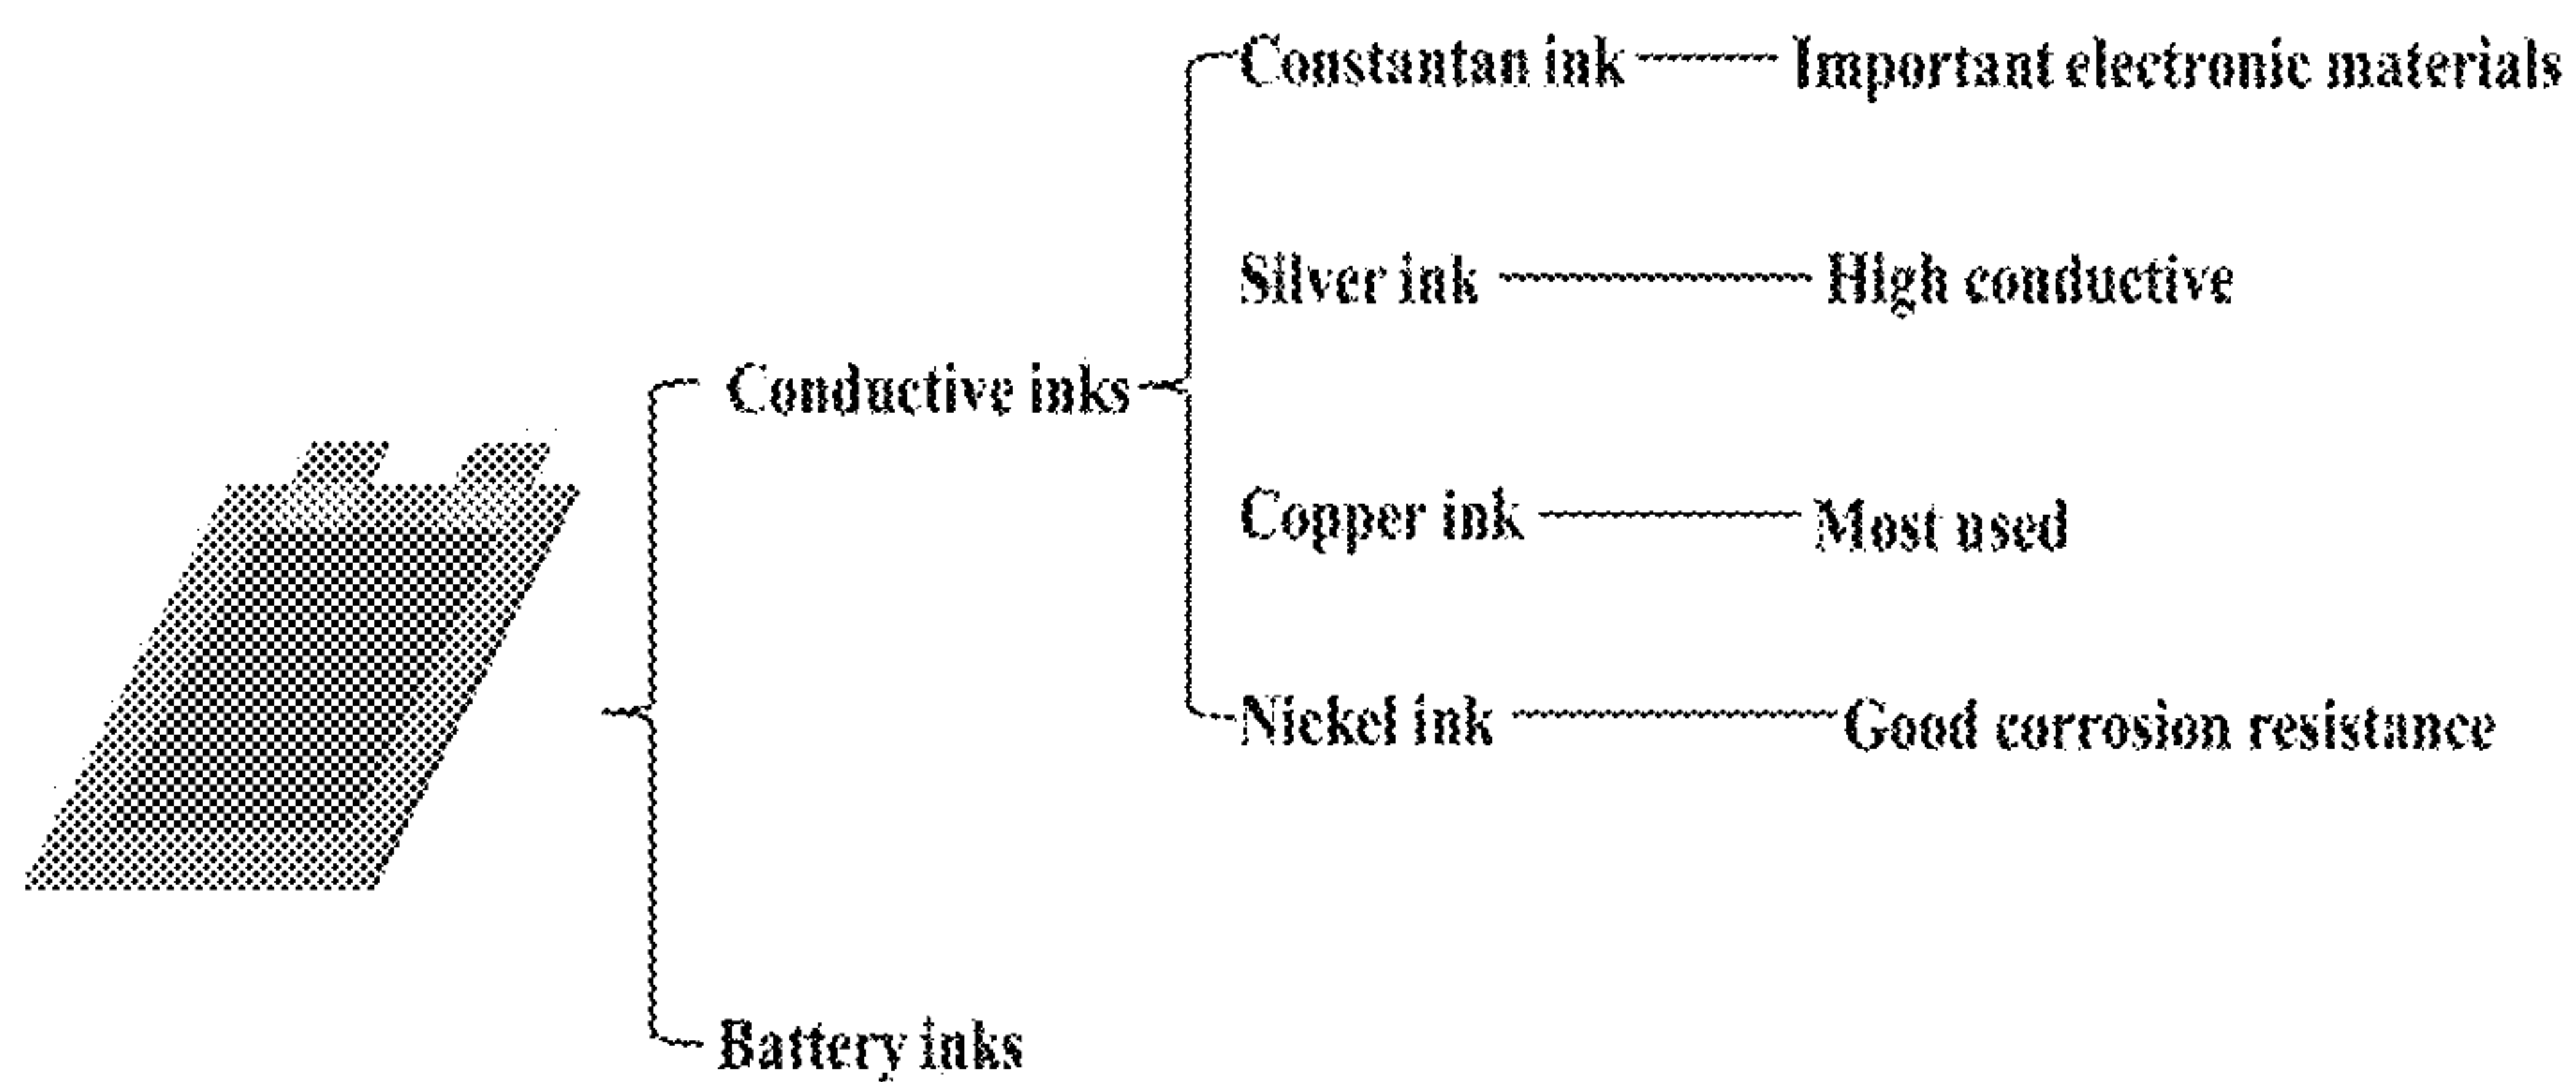 Constantan ink Important electronic materials
Silver ink High conductive
Conductive inks
Copper ink Most used
Nickel ink Good corrosion resistance
Battery inks